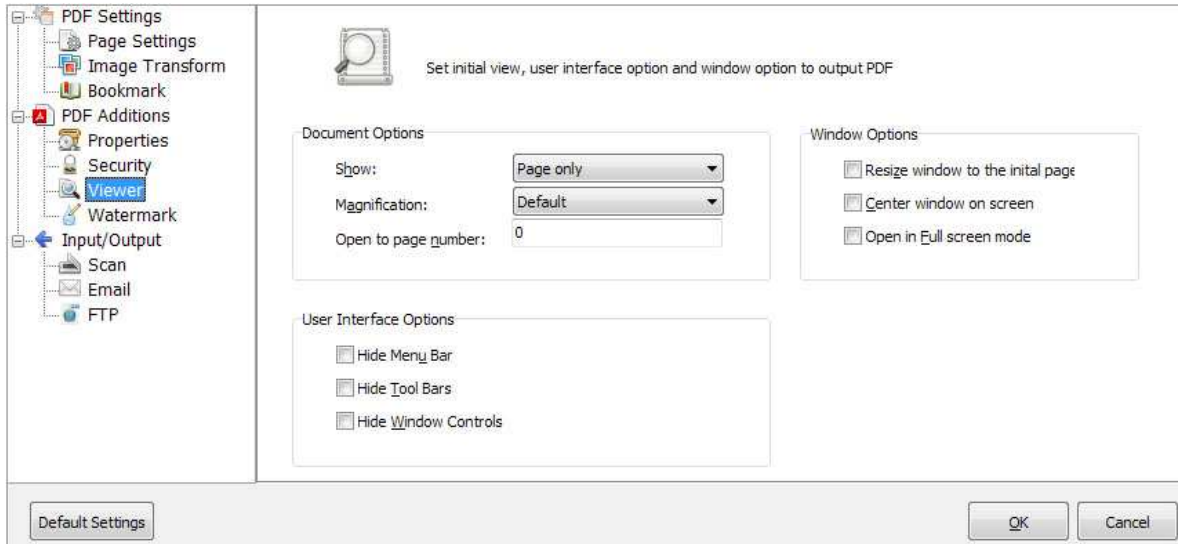 PDF Settings
Page Settings
Image Transform
Bookmark
PDF Additions
Properties
Security
Viewer
Watermark
Input/Output
Scan
Email
FTP
Set initial view, user interface option and window option to output PDF
Document Options
Show:
Page only
Magnification:
Default
Open to page number:
0
Window Options
Resize window to the inital page
Center window on screen
Open in Full screen mode
User Interface Options
Hide Menu Bar
Hide Tool Bars
Hide Window Controls
Default Settings
OK
Cancel